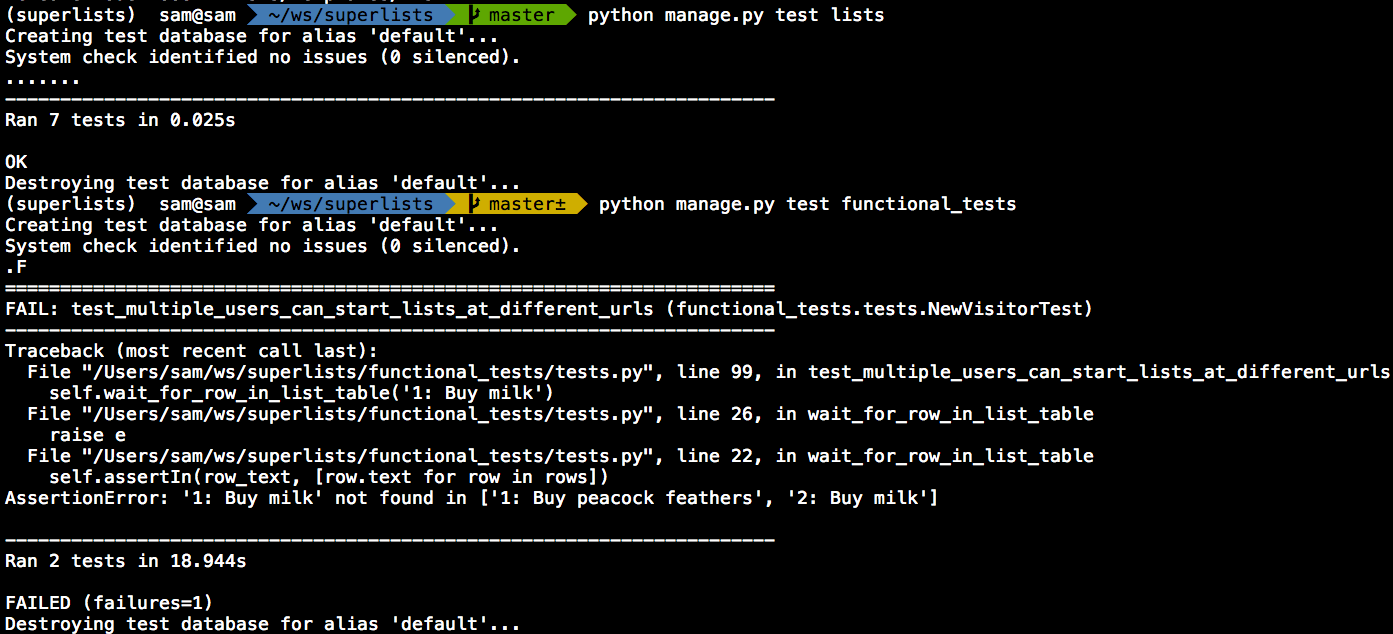 (superlists) sam@sam ~/ws/superlists master python manage.py test lists
Creating test database for alias 'default'...
System check identified no issues (0 silenced).
.......
----------------------------------------------------------------------
Ran 7 tests in 0.025s
OK
Destroying test database for alias 'default'...
(superlists) sam@sam ~/ws/superlists master± python manage.py test functional_tests
Creating test database for alias 'default'...
System check identified no issues (0 silenced).
.F
======================================================================
FAIL: test_multiple_users_can_start_lists_at_different_urls (functional_tests.tests.NewVisitorTest)
----------------------------------------------------------------------
Traceback (most recent call last):
  File "/Users/sam/ws/superlists/functional_tests/tests.py", line 99, in test_multiple_users_can_start_lists_at_different_urls
    self.wait_for_row_in_list_table('1: Buy milk')
  File "/Users/sam/ws/superlists/functional_tests/tests.py", line 26, in wait_for_row_in_list_table
    raise e
  File "/Users/sam/ws/superlists/functional_tests/tests.py", line 22, in wait_for_row_in_list_table
    self.assertIn(row_text, [row.text for row in rows])
AssertionError: '1: Buy milk' not found in ['1: Buy peacock feathers', '2: Buy milk']
----------------------------------------------------------------------
Ran 2 tests in 18.944s
FAILED (failures=1)
Destroying test database for alias 'default'...